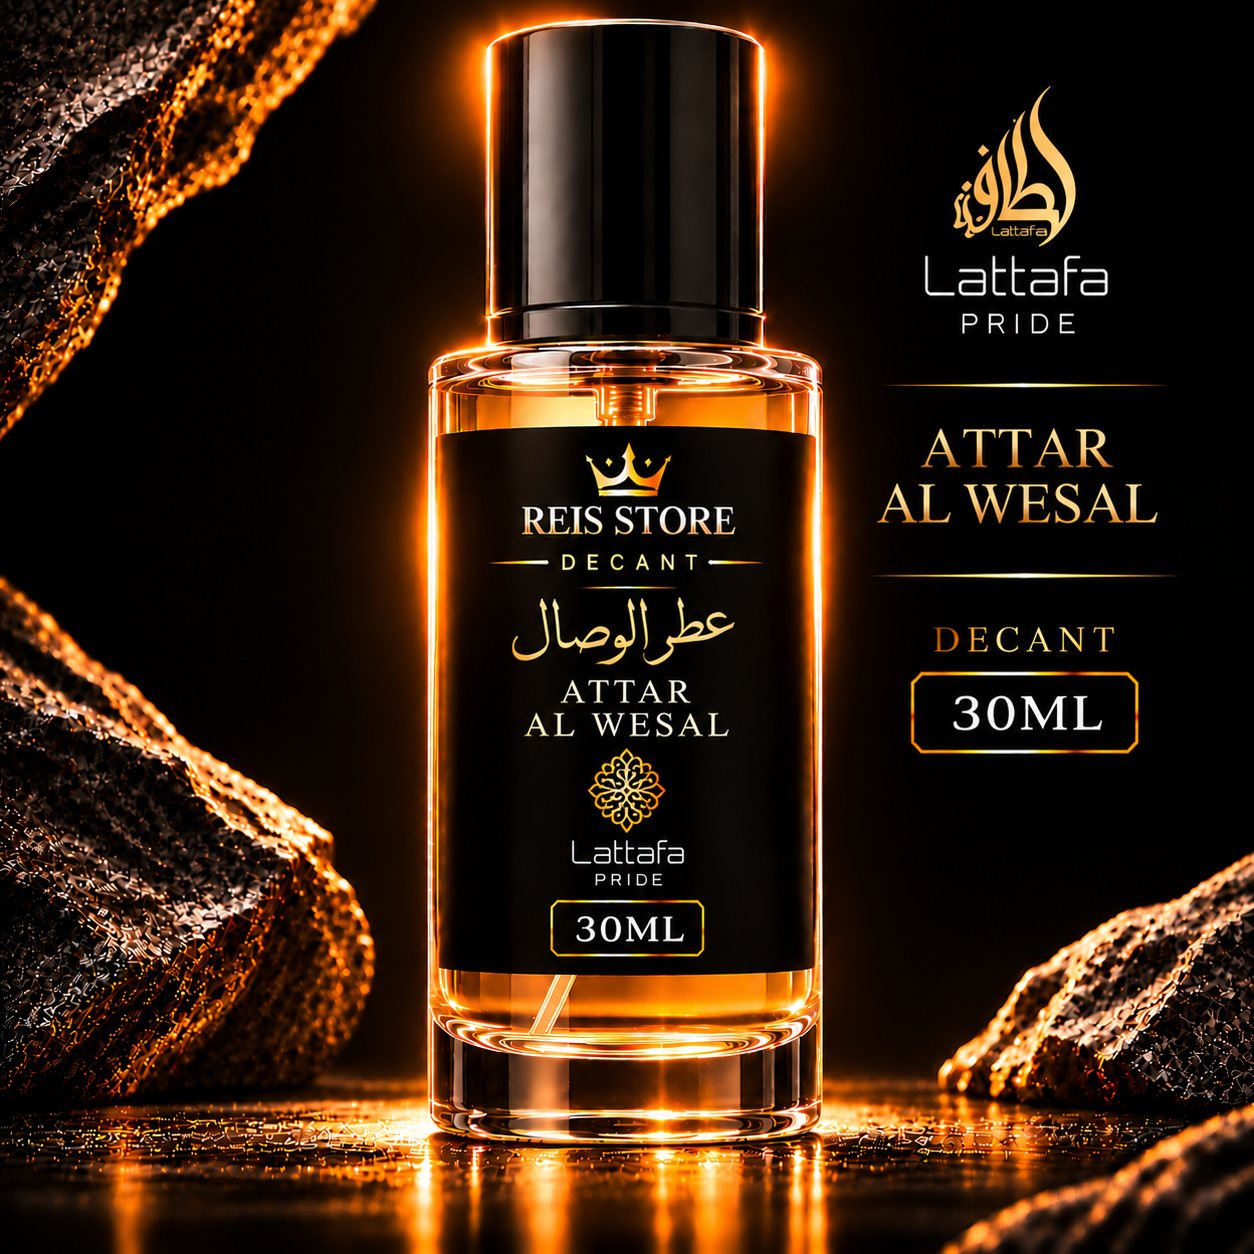 REIS STORE
DECANT
عطر الوصال
ATTAR
AL WESAL
Lattafa
PRIDE
30ML
لطافة
Lattafa
Lattafa
PRIDE
ATTAR
AL WESAL
DECANT
30ML